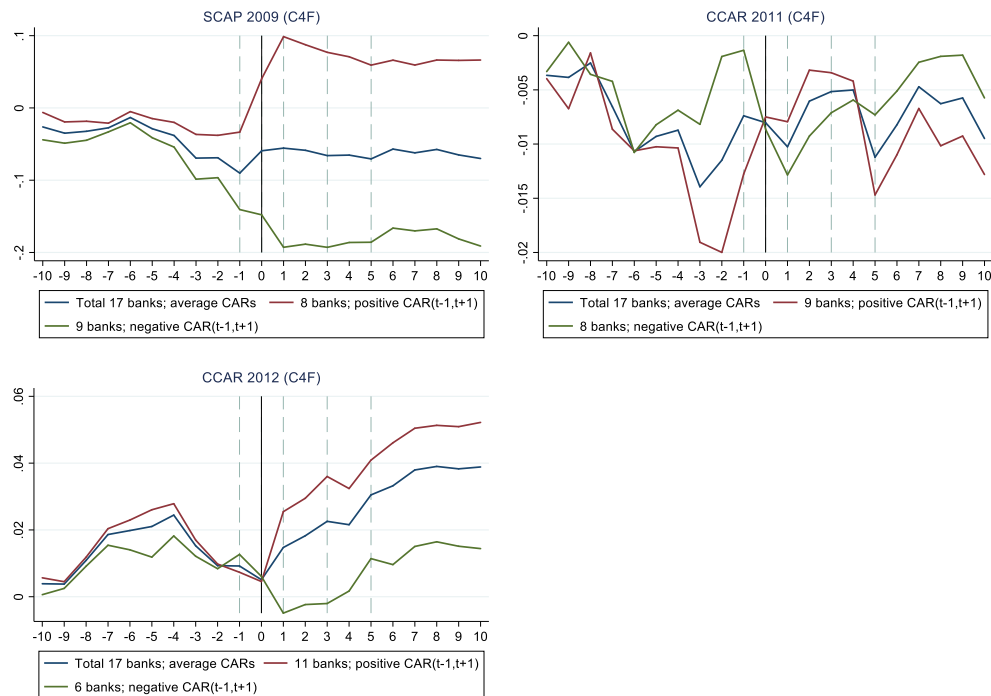 SCAP 2009 (C4F)
.1
0
-.1
-.2
-10 -9 -8 -7 -6 -5 -4 -3 -2 -1 0 1 2 3 4 5 6 7 8 9 10
Total 17 banks; average CARs 8 banks; positive CAR(t-1,t+1)
9 banks; negative CAR(t-1,t+1)
CCAR 2011 (C4F)
0
-.005
-.01
-.015
-.02
-10 -9 -8 -7 -6 -5 -4 -3 -2 -1 0 1 2 3 4 5 6 7 8 9 10
Total 17 banks; average CARs 9 banks; positive CAR(t-1,t+1)
8 banks; negative CAR(t-1,t+1)
CCAR 2012 (C4F)
.06
.04
.02
0
-10 -9 -8 -7 -6 -5 -4 -3 -2 -1 0 1 2 3 4 5 6 7 8 9 10
Total 17 banks; average CARs 11 banks; positive CAR(t-1,t+1)
6 banks; negative CAR(t-1,t+1)